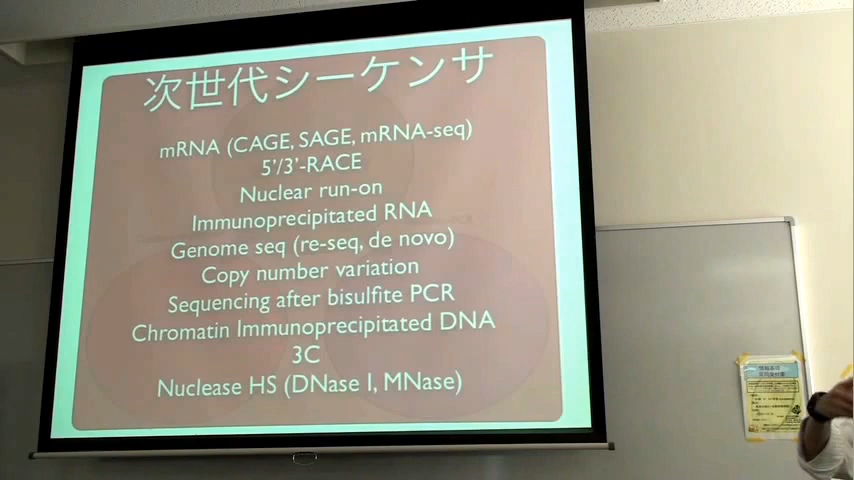 次世代シーケンサ
mRNA (CAGE, SAGE, mRNA-seq)
5'/3'-RACE
Nuclear run-on
Immunoprecipitated RNA
Genome seq (re-seq, de novo)
Copy number variation
Sequencing after bisulfite PCR
Chromatin Immunoprecipitated DNA
3C
Nuclease HS (DNase I, MNase)